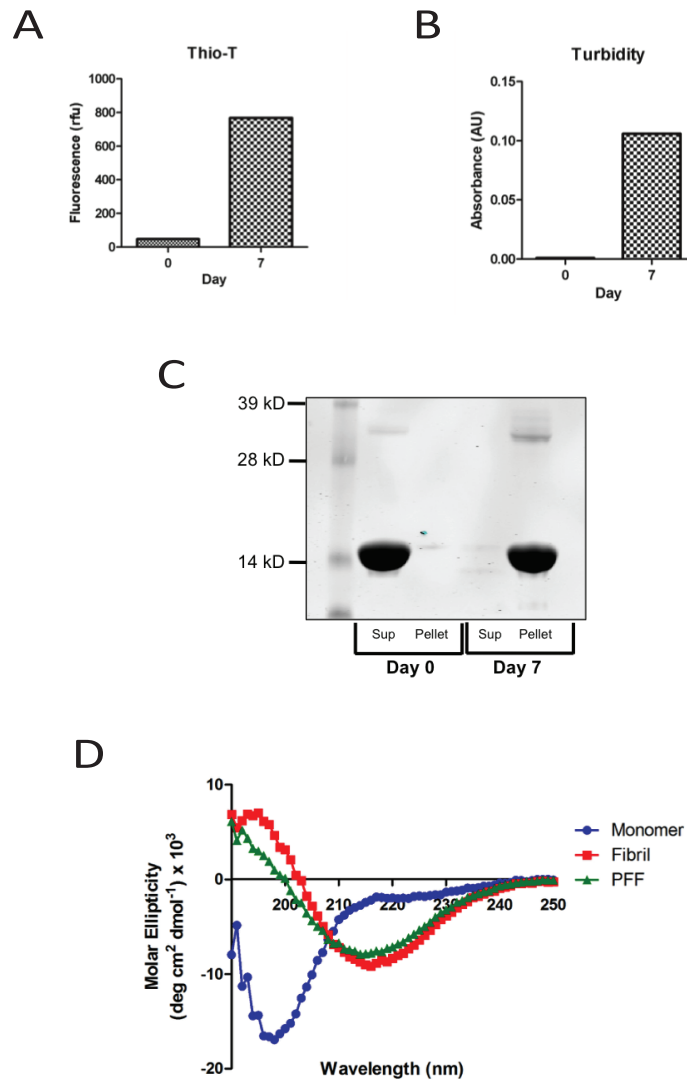 A
Thio-T
Fluorescence (rfu)
1000
800
600
400
200
0
0
7
Day
B
Turbidity
Absorbance (AU)
0.15
0.10
0.05
0.00
0
7
Day
C
39 kD
28 kD
14 kD
Sup Pellet Sup Pellet
Day 0 Day 7
D
Molar Ellipticity
(deg cm² dmol⁻¹) x 10³
10
0
-10
-20
200 210 220 230 240 250
Wavelength (nm)
Monomer
Fibril
PFF